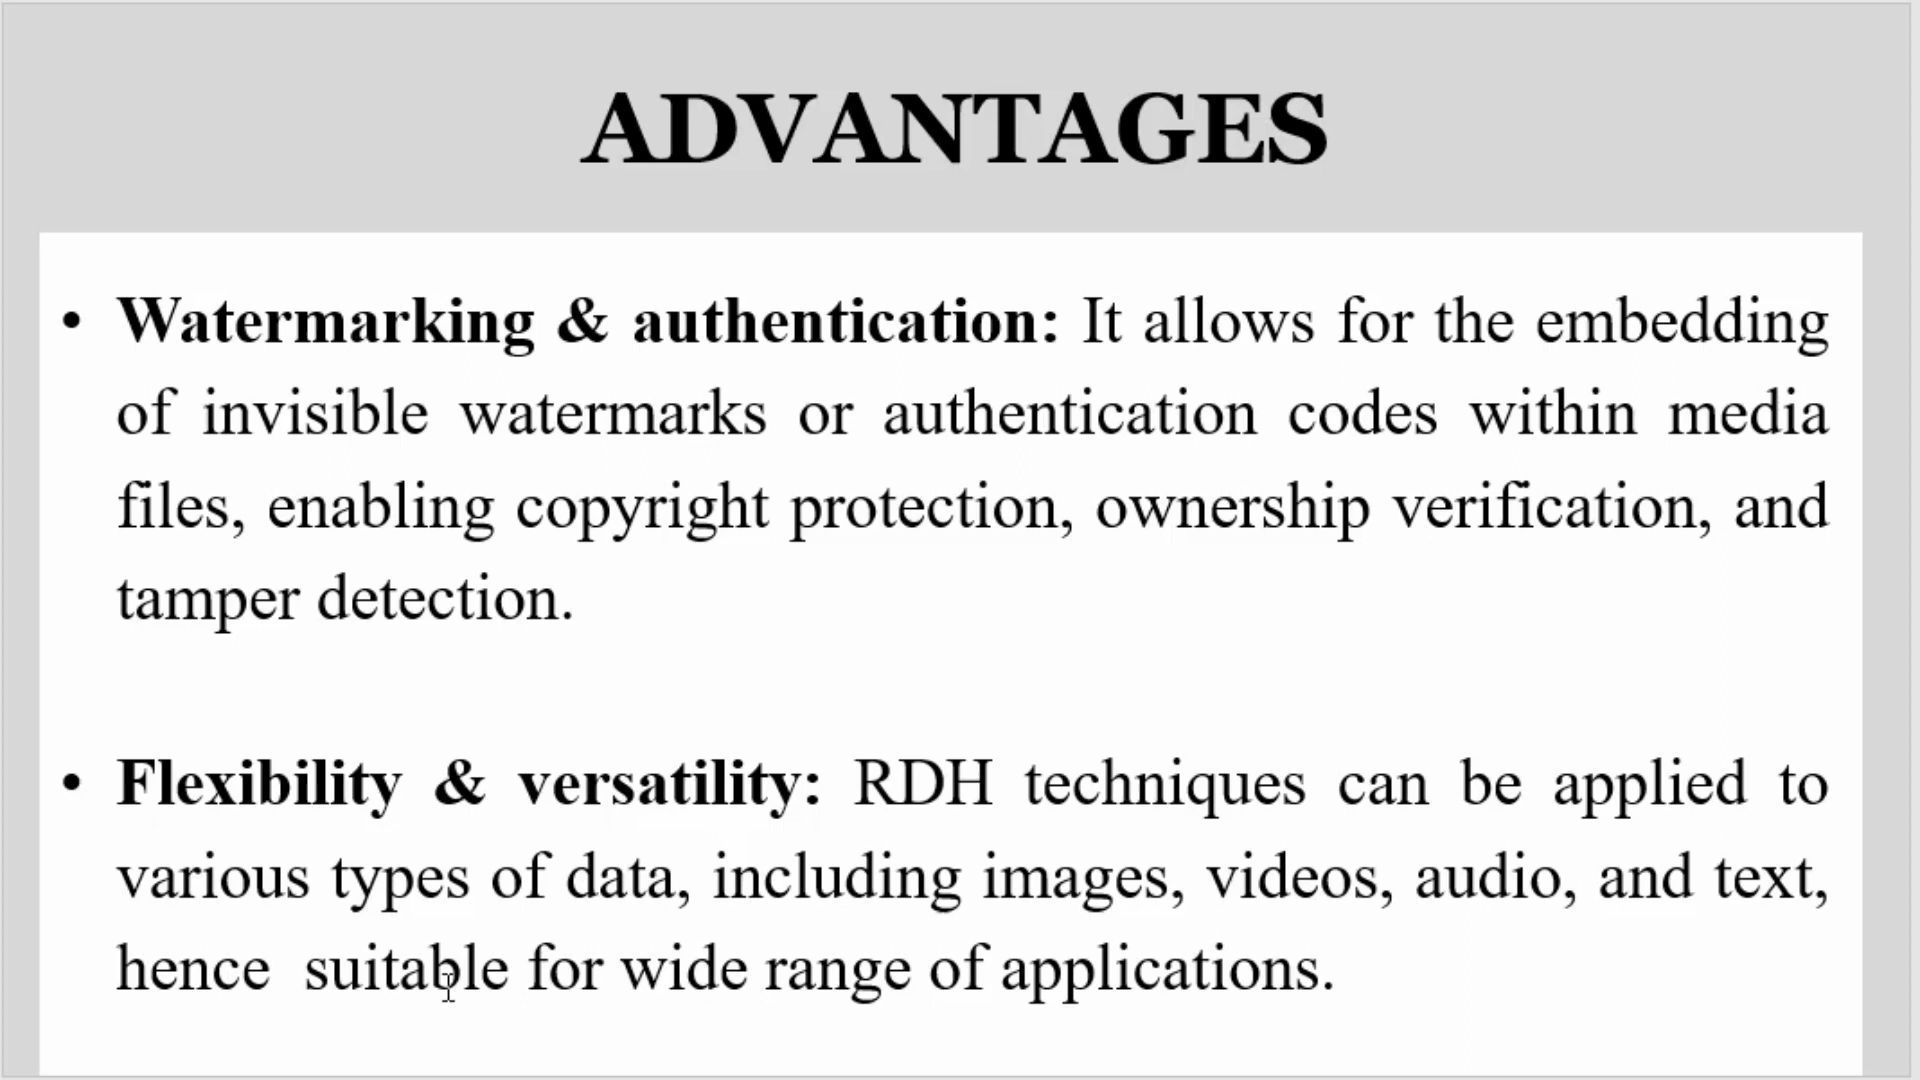 ADVANTAGES
• Watermarking & authentication: It allows for the embedding
of invisible watermarks or authentication codes within media
files, enabling copyright protection, ownership verification, and
tamper detection.
• Flexibility & versatility: RDH techniques can be applied to
various types of data, including images, videos, audio, and text,
hence  suitable for wide range of applications.